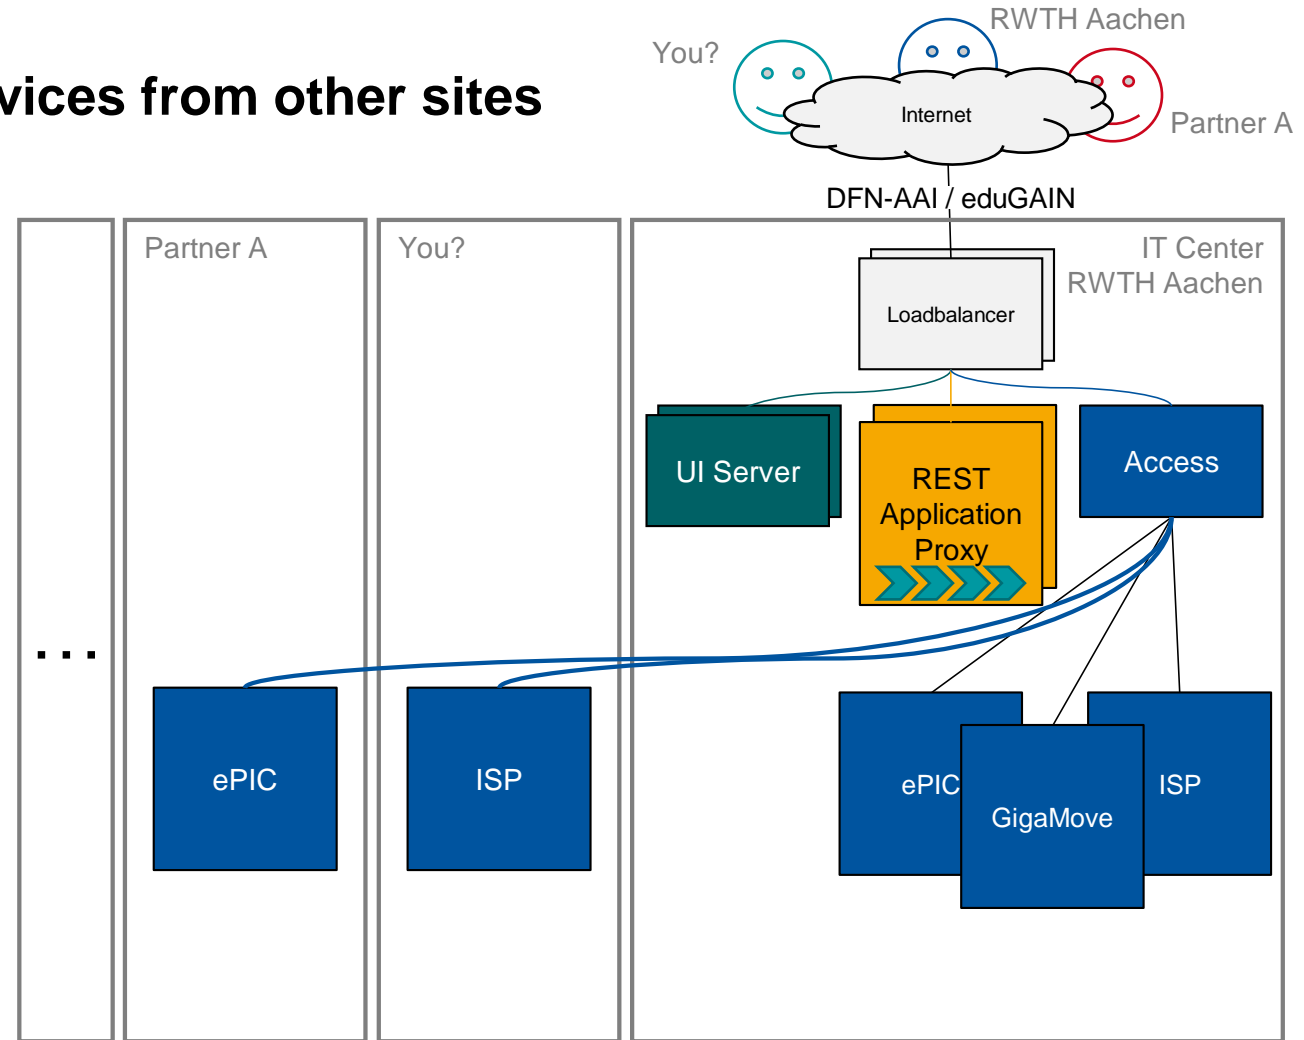 RWTH Aachen
You?
vices from other sites
Internet
Partner A
DFN-AAI / eduGAIN
Partner A
You?
IT Center
RWTH Aachen
Loadbalancer
UI Server
REST
Application
Proxy
Access
...
ePIC
ISP
ePIC
GigaMove
ISP